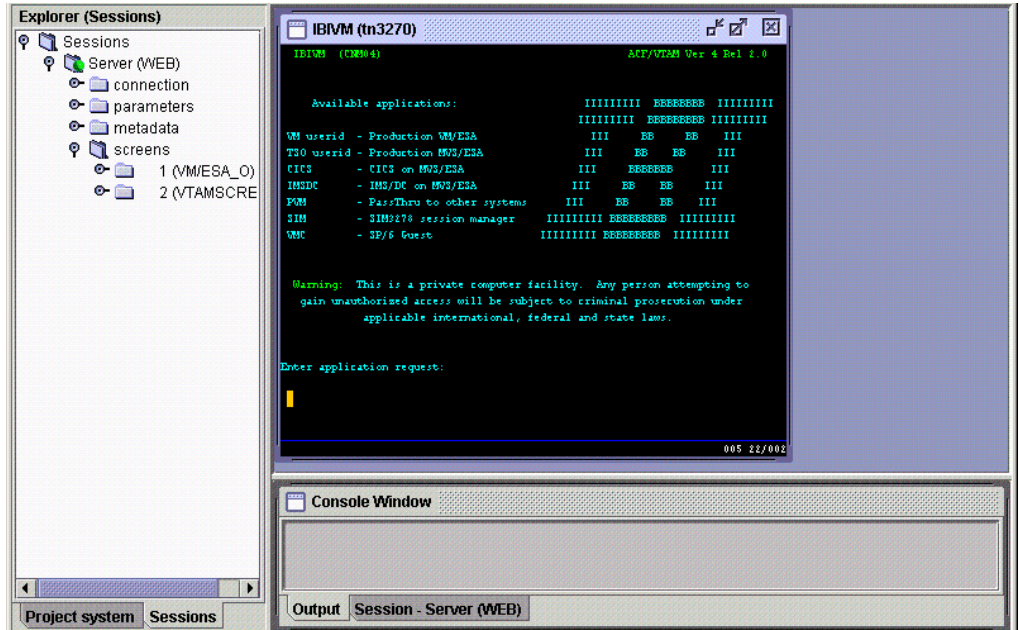 Explorer (Sessions)
Sessions
Server (WEB)
connection
parameters
metadata
screens
1 (VM/ESA_O)
2 (VTAMSCRE
Project system Sessions
IBIVM (tn3270)
IBIVM (CNM04) ACF/VTAM Ver 4 Rel 2.0
Available applications: IIIIIIIII BBBBBBBB IIIIIIIII
IIIIIIIII BBBBBBBBB IIIIIIIII
VM userid - Production VM/ESA III BB BB III
TSO userid - Production MVS/ESA III BB BB III
CICS - CICS on MVS/ESA III BBBBBBB III
IMSDC - IMS/DC on MVS/ESA III BB BB III
PVM - PassThru to other systems III BB BB III
SIM - SIM3278 session manager IIIIIIIII BBBBBBBBB IIIIIIIII
VMC - SP/6 Guest IIIIIIIII BBBBBBBBB IIIIIIIII
Warning: This is a private computer facility. Any person attempting to
gain unauthorized access will be subject to criminal prosecution under
applicable international, federal and state laws.
Enter application request:
005 22/002
Console Window
Output Session - Server (WEB)